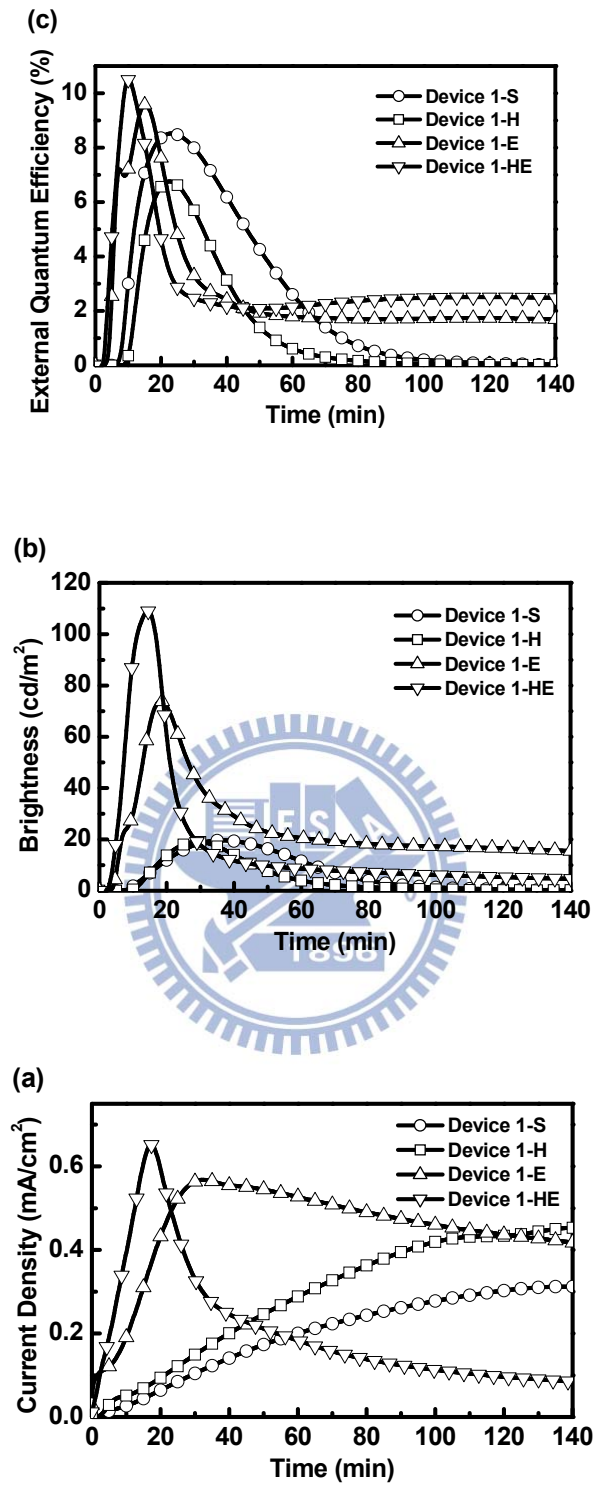 (c)
External Quantum Efficiency (%)
10
8
6
4
2
0
Device 1-S
Device 1-H
Device 1-E
Device 1-HE
0 20 40 60 80 100 120 140
Time (min)
(b)
Brightness (cd/m²)
120
100
80
60
40
20
0
Device 1-S
Device 1-H
Device 1-E
Device 1-HE
ES
1896
0 20 40 60 80 100 120 140
Time (min)
(a)
Current Density (mA/cm²)
0.6
0.4
0.2
0.0
Device 1-S
Device 1-H
Device 1-E
Device 1-HE
0 20 40 60 80 100 120 140
Time (min)